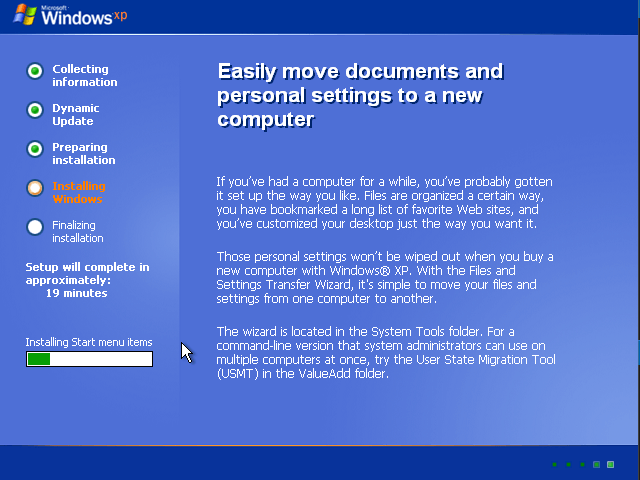 Microsoft
Windows xp
Collecting
information
Dynamic
Update
Preparing
installation
Installing
Windows
Finalizing
installation
Setup will complete in
approximately:
19 minutes
Installing Start menu items
Easily move documents and
personal settings to a new
computer
If you've had a computer for a while, you've probably gotten
it set up the way you like. Files are organized a certain way,
you have bookmarked a long list of favorite Web sites, and
you've customized your desktop just the way you want it.
Those personal settings won't be wiped out when you buy a
new computer with Windows® XP. With the Files and
Settings Transfer Wizard, it's simple to move your files and
settings from one computer to another.
The wizard is located in the System Tools folder. For a
command-line version that system administrators can use on
multiple computers at once, try the User State Migration Tool
(USMT) in the ValueAdd folder.